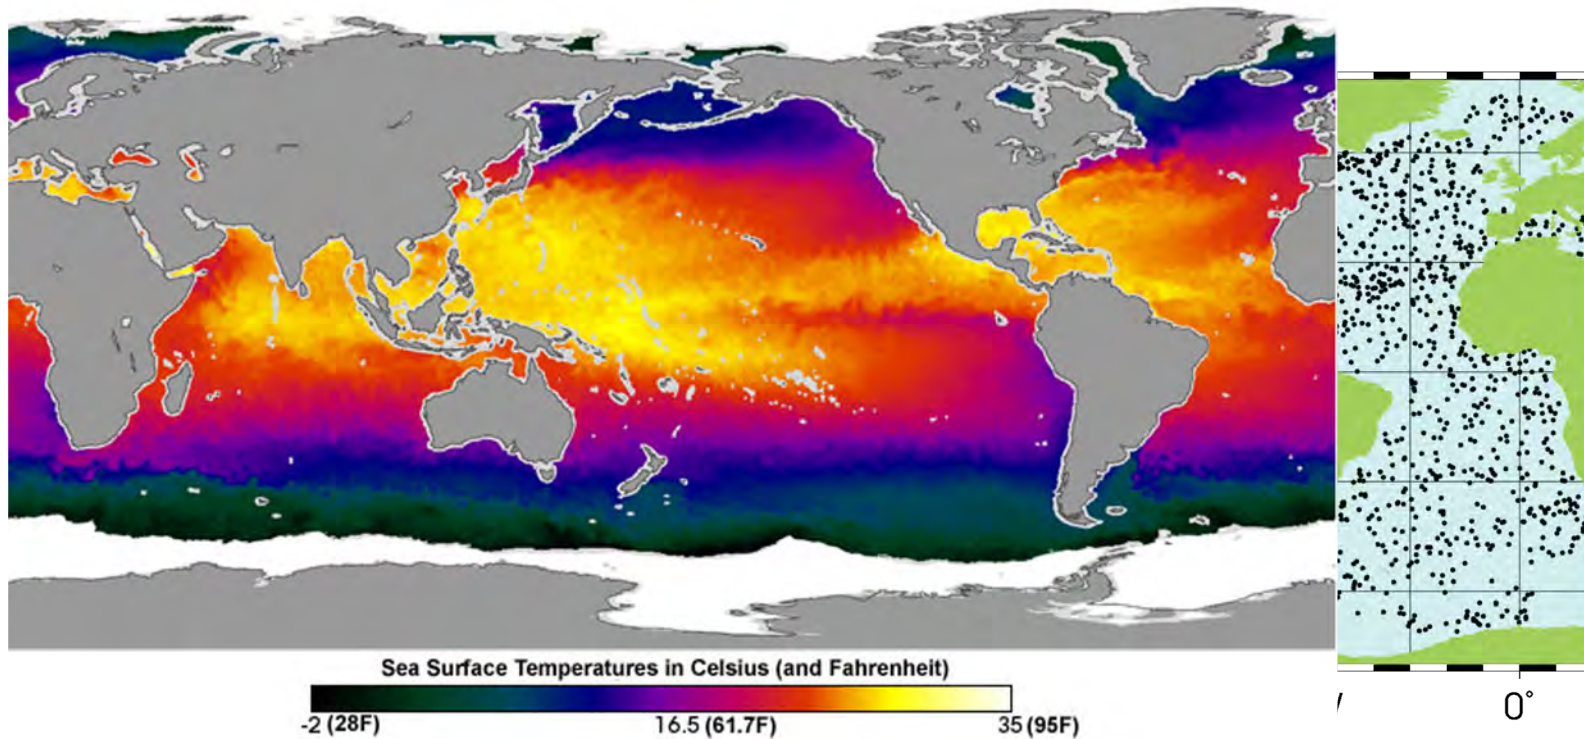 Sea Surface Temperatures in Celsius (and Fahrenheit)
-2 (28F) 16.5 (61.7F) 35 (95F)
0°